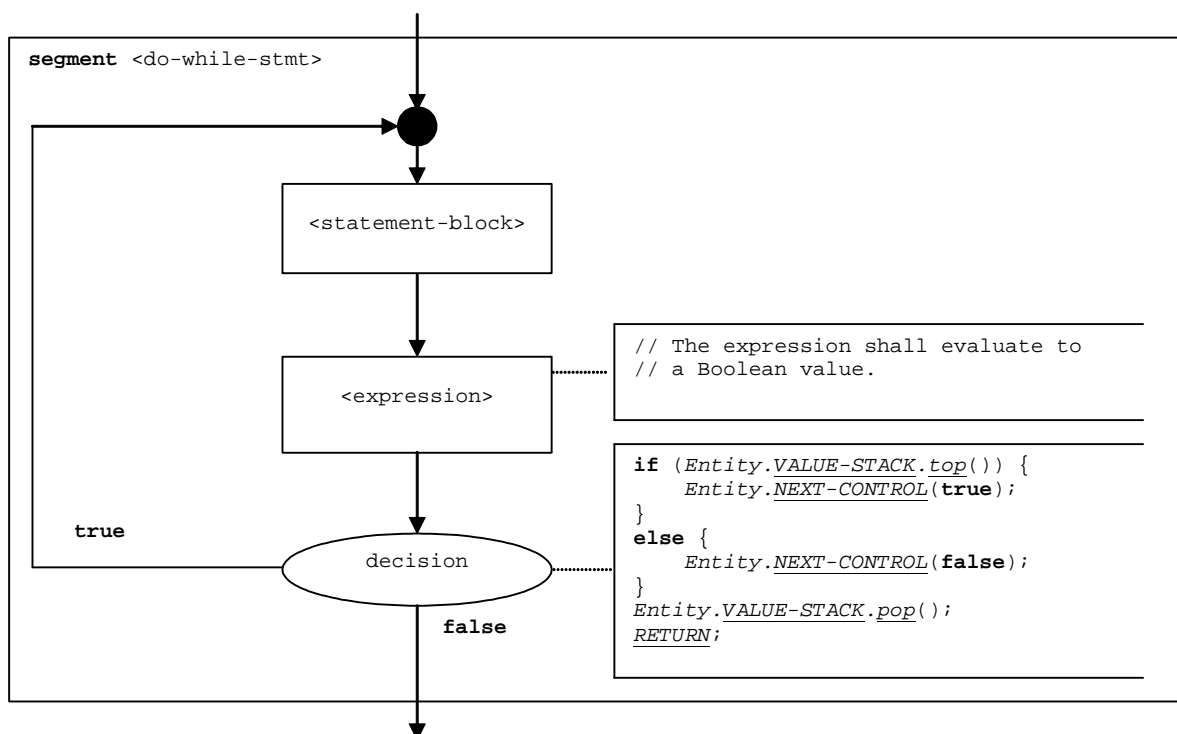 segment <do-while-stmt>
<statement-block>
<expression>
// The expression shall evaluate to
// a Boolean value.
true
decision
false
if (Entity.VALUE-STACK.top()) {
    Entity.NEXT-CONTROL(true);
}
else {
    Entity.NEXT-CONTROL(false);
}
Entity.VALUE-STACK.pop();
RETURN;